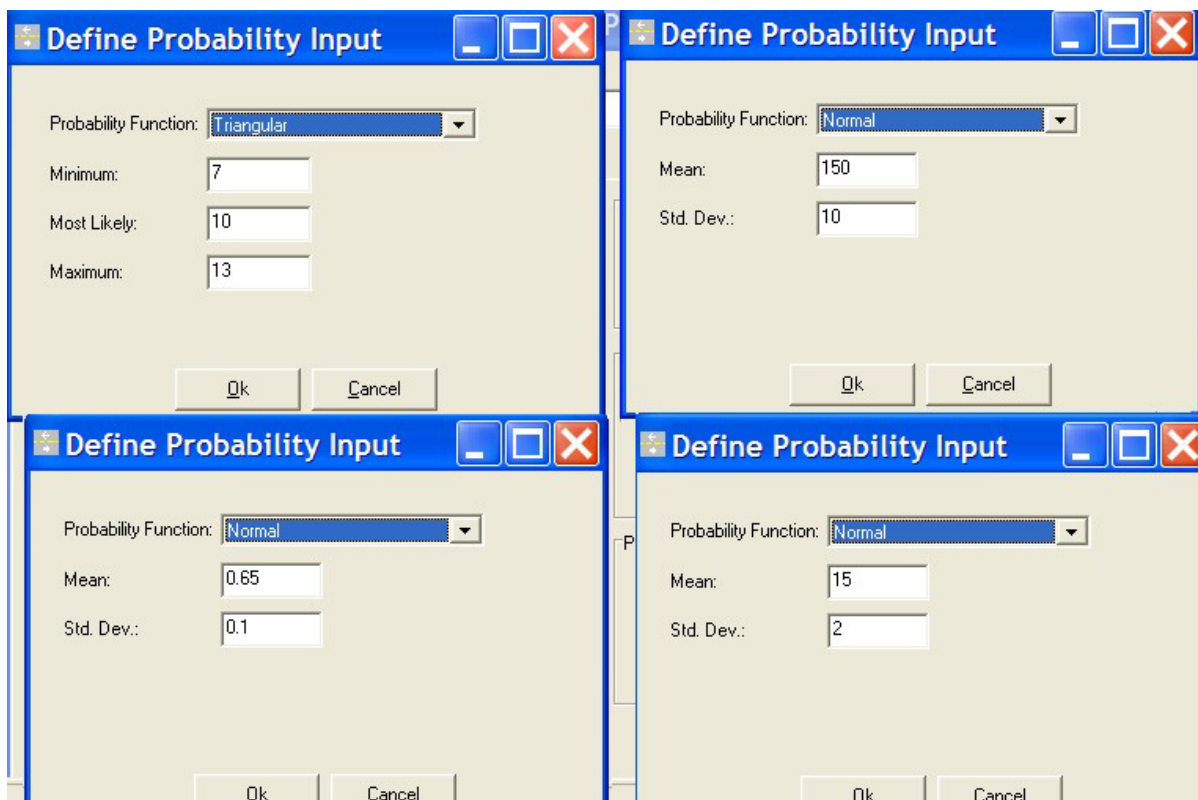 Define Probability Input
Probability Function: Triangular
Minimum: 7
Most Likely: 10
Maximum: 13
Ok Cancel
P
Define Probability Input
Probability Function: Normal
Mean: 150
Std. Dev.: 10
Ok Cancel
Define Probability Input
Probability Function: Normal
Mean: 0.65
Std. Dev.: 0.1
Ok Cancel
P
Define Probability Input
Probability Function: Normal
Mean: 15
Std. Dev.: 2
Ok Cancel